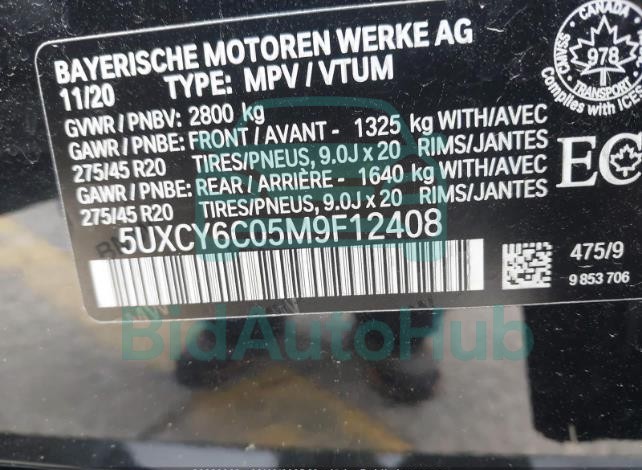 BAYERISCHE MOTOREN WERKE AG
11/20 TYPE: MPV / VTUM
GVWR / PNBV: 2800 kg
GAWR / PNBE: FRONT / AVANT - 1325 kg WITH/AVEC
275/45 R20 TIRES/PNEUS, 9.0J x 20 RIMS/JANTES
GAWR / PNBE: REAR / ARRIÈRE - 1640 kg WITH/AVEC
275/45 R20 TIRES/PNEUS, 9.0J x 20 RIMS/JANTES
5UXCY6C05M9F12408
CANADA
978
TRANSPORT
CMVSS
Complies with ICES
EC
475/9
9 853 706
BidAutoHub